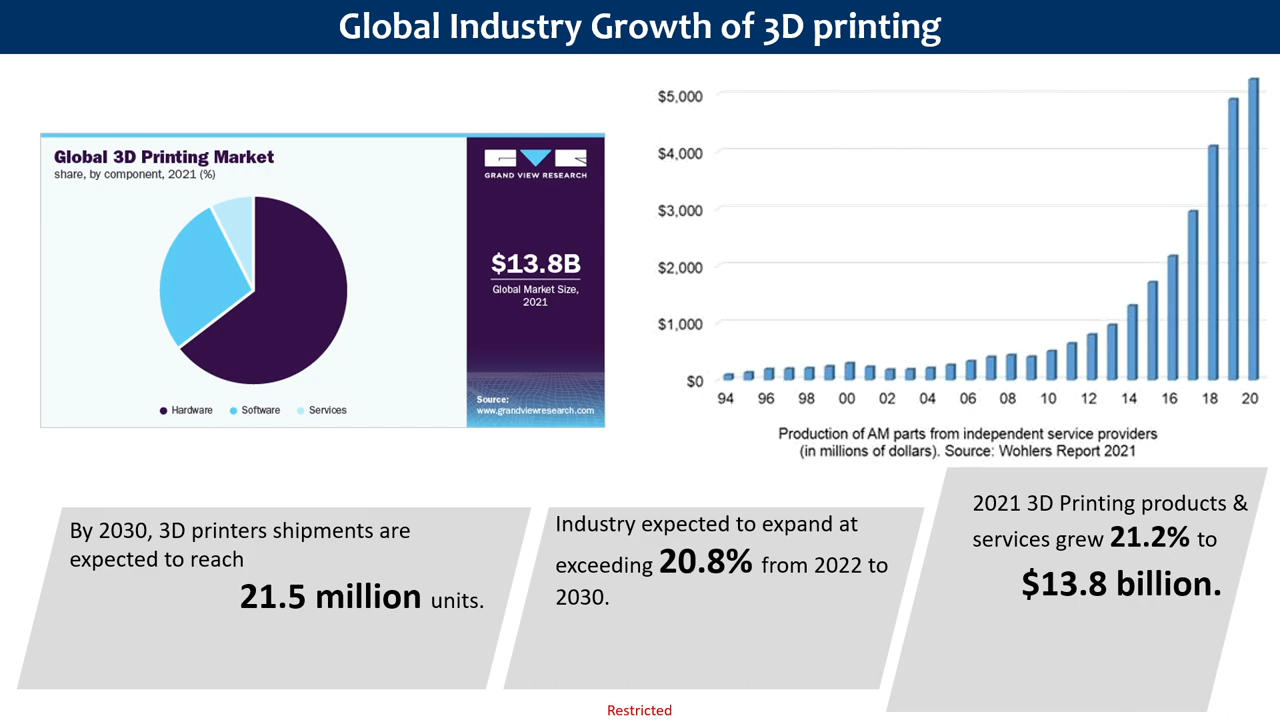 Global Industry Growth of 3D printing
Global 3D Printing Market
share, by component, 2021 (%)
GRAND VIEW RESEARCH
$13.8B
Global Market Size,
2021
Hardware
Software
Services
Source:
www.grandviewresearch.com
$5,000
$4,000
$3,000
$2,000
$1,000
$0
94 96 98 00 02 04 06 08 10 12 14 16 18 20
Production of AM parts from independent service providers
(in millions of dollars). Source: Wohlers Report 2021
By 2030, 3D printers shipments are
expected to reach
21.5 million units.
Industry expected to expand at
exceeding 20.8% from 2022 to
2030.
2021 3D Printing products &
services grew 21.2% to
$13.8 billion.
Restricted